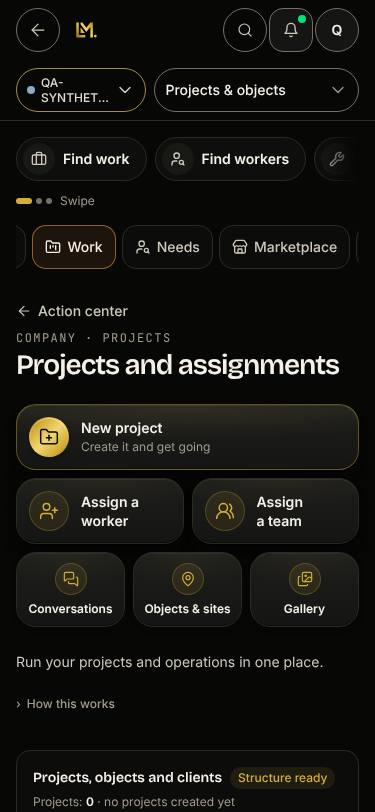 LM.
Q
QA-
SYNTHET...
Projects & objects
Find work
Find workers
Swipe
Work
Needs
Marketplace
Action center
COMPANY · PROJECTS
Projects and assignments
New project
Create it and get going
Assign a
worker
Assign
a team
Conversations
Objects & sites
Gallery
Run your projects and operations in one place.
› How this works
Projects, objects and clients
Structure ready
Projects: 0 · no projects created yet